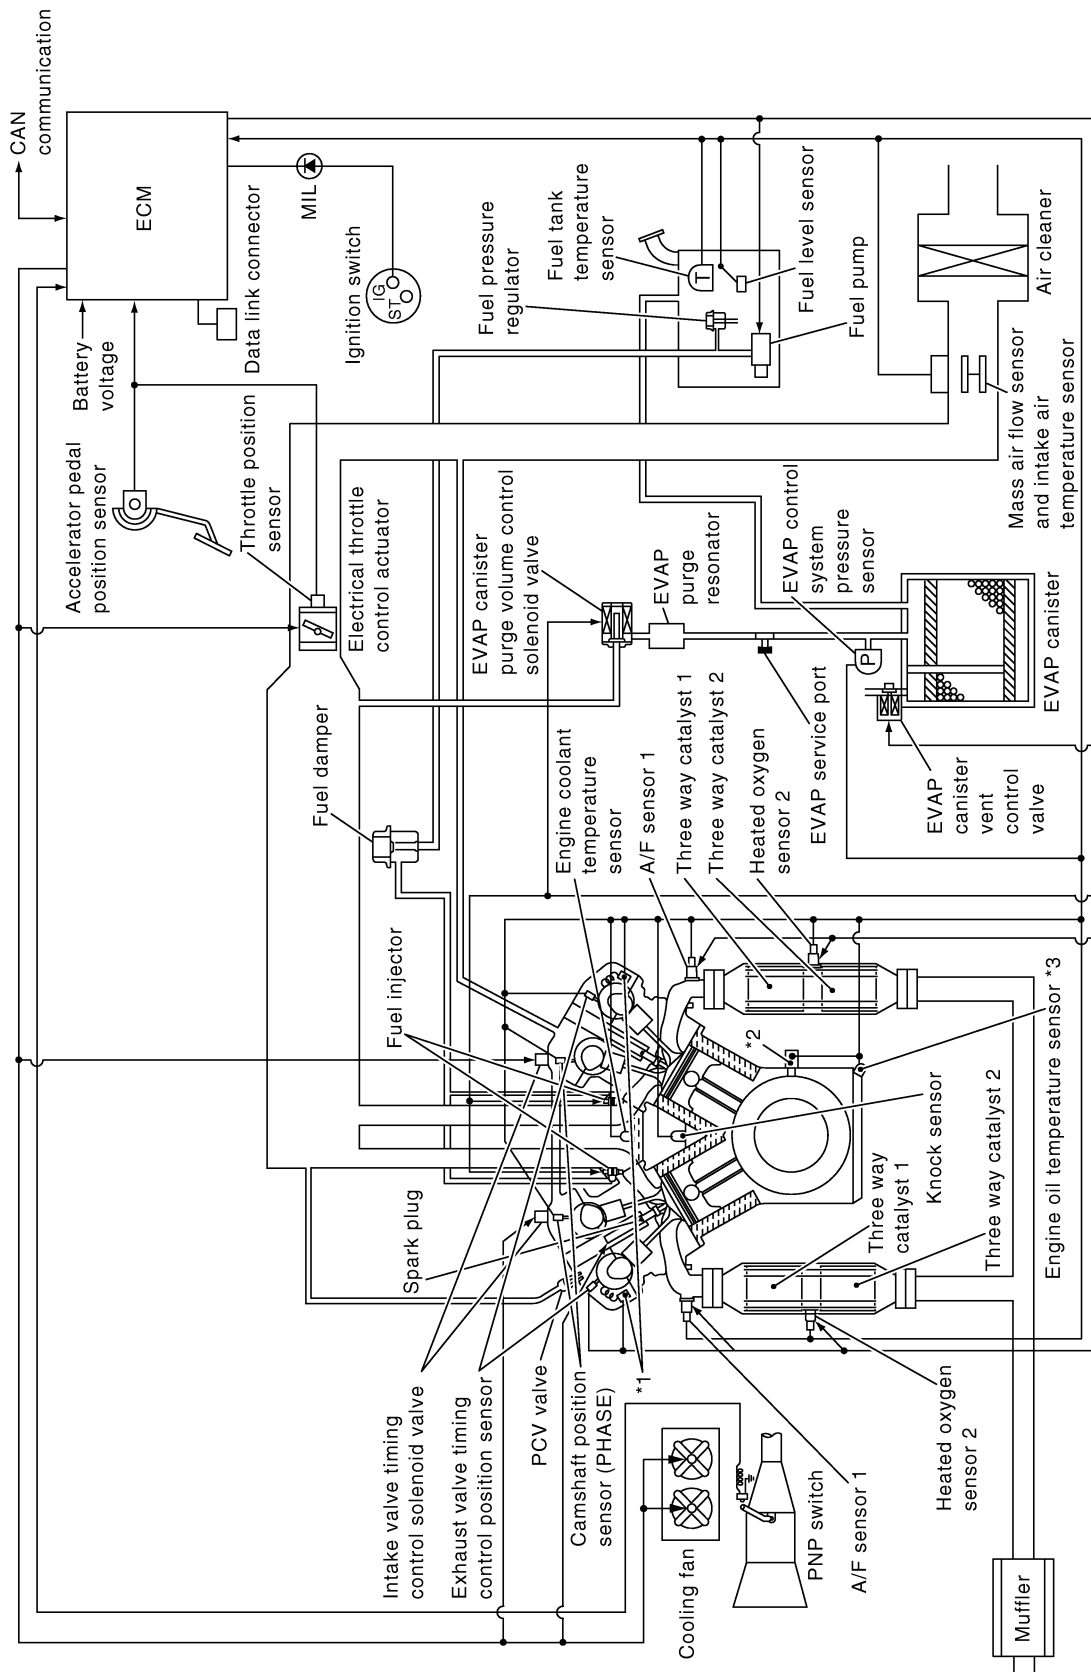 CAN
communication
ECM
MIL
Data link connector
Ignition switch
IG
ST
Battery
voltage
Accelerator pedal
position sensor
Throttle position
sensor
Electrical throttle
control actuator
Fuel pressure
regulator
Fuel tank
temperature
sensor
T
Fuel level sensor
Fuel pump
Air cleaner
Mass air flow sensor
and intake air
temperature sensor
EVAP canister
purge volume control
solenoid valve
EVAP
purge
resonator
EVAP control
system
pressure
sensor
P
EVAP canister
EVAP service port
EVAP
canister
vent
control
valve
Fuel damper
Fuel injector
Engine coolant
temperature
sensor
A/F sensor 1
Three way catalyst 1
Three way catalyst 2
Heated oxygen
sensor 2
*2
Engine oil temperature sensor *3
Knock sensor
Three way catalyst 2
Three way
catalyst 1
Spark plug
Intake valve timing
control solenoid valve
Exhaust valve timing
control position sensor
PCV valve
Camshaft position
sensor (PHASE)
*1
Cooling fan
PNP switch
A/F sensor 1
Heated oxygen
sensor 2
Muffler